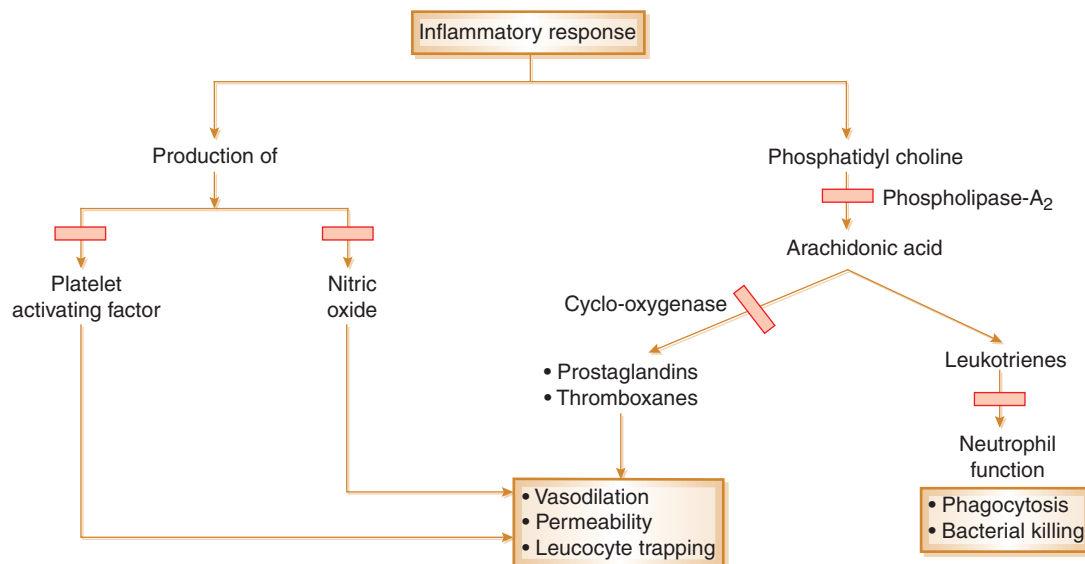 Inflammatory response
Production of
Phosphatidyl choline
Phospholipase-A₂
Arachidonic acid
Platelet
activating factor
Nitric
oxide
Cyclo-oxygenase
• Prostaglandins
• Thromboxanes
Leukotrienes
Neutrophil
function
• Vasodilation
• Permeability
• Leucocyte trapping
• Phagocytosis
• Bacterial killing